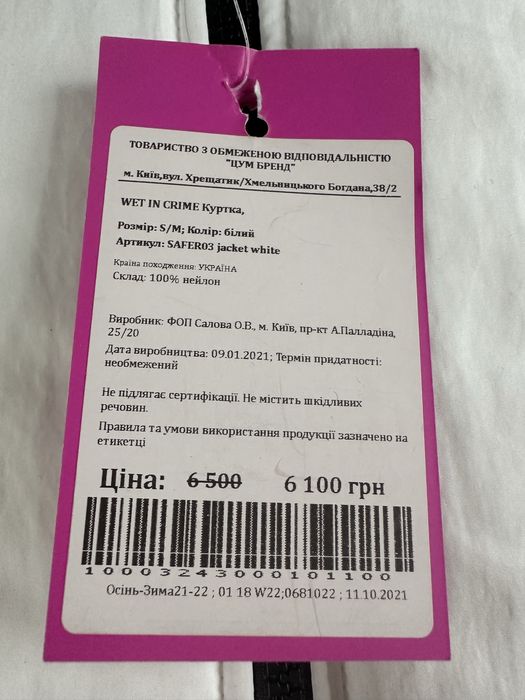 ТОВАРИСТВО З ОБМЕЖЕНОЮ ВІДПОВІДАЛЬНІСТЮ
"ЦУМ БРЕНД"
м. Київ,вул. Хрещатик/Хмельницького Богдана,38/2
WET IN CRIME Куртка,
Розмір: S/M; Колір: білий
Артикул: SAFER03 jacket white
Країна походження: УКРАЇНА
Склад: 100% нейлон
Виробник: ФОП Салова О.В., м. Київ, пр-кт А.Палладіна,
25/20
Дата виробництва: 09.01.2021; Термін придатності:
необмежений
Не підлягає сертифікації. Не містить шкідливих
речовин.
Правила та умови використання продукції зазначено на
етикетці
Ціна: 6 500 6 100 грн
1000324300010​1100
Осінь-Зима21-22 ; 01 18 W22;0681022 ; 11.10.2021